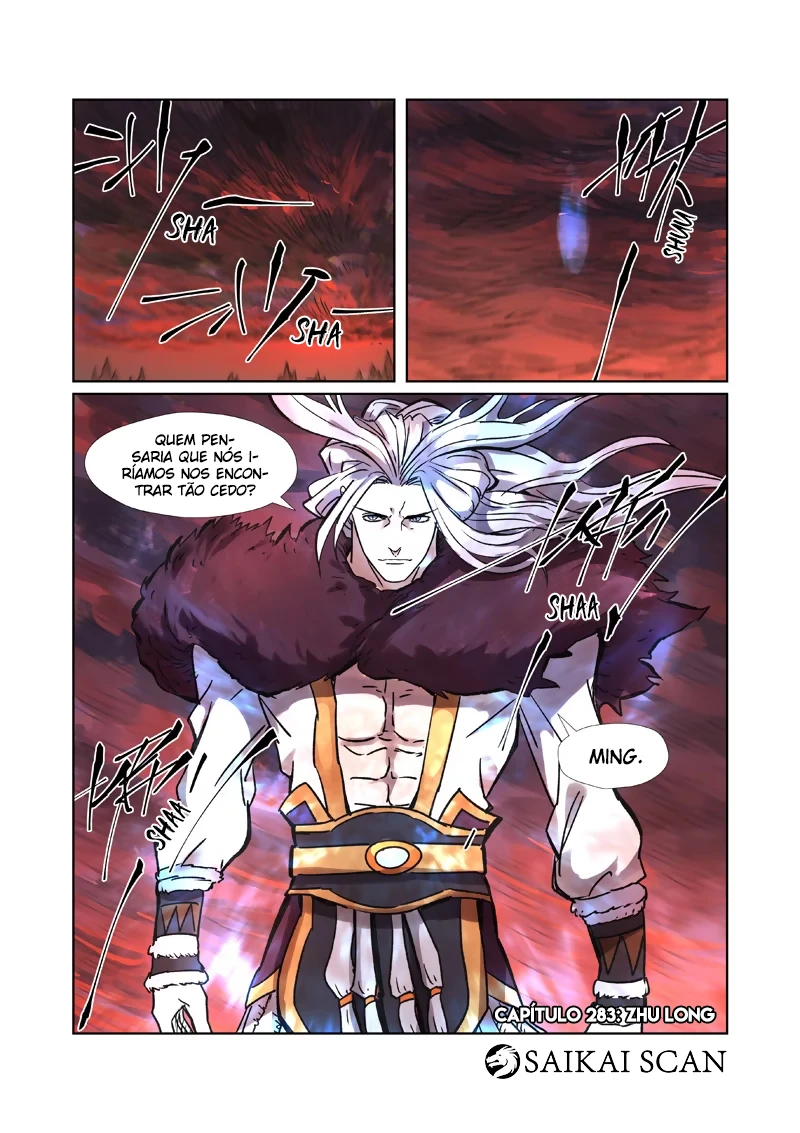 SHA
SHA
SHUU
QUEM PEN-
SARIA QUE NÓS I-
RÍAMOS NOS ENCON-
TRAR TÃO CEDO?
SHAA
MING.
SHAA
CAPÍTULO 283: ZHU LONG
SAIKAI SCAN